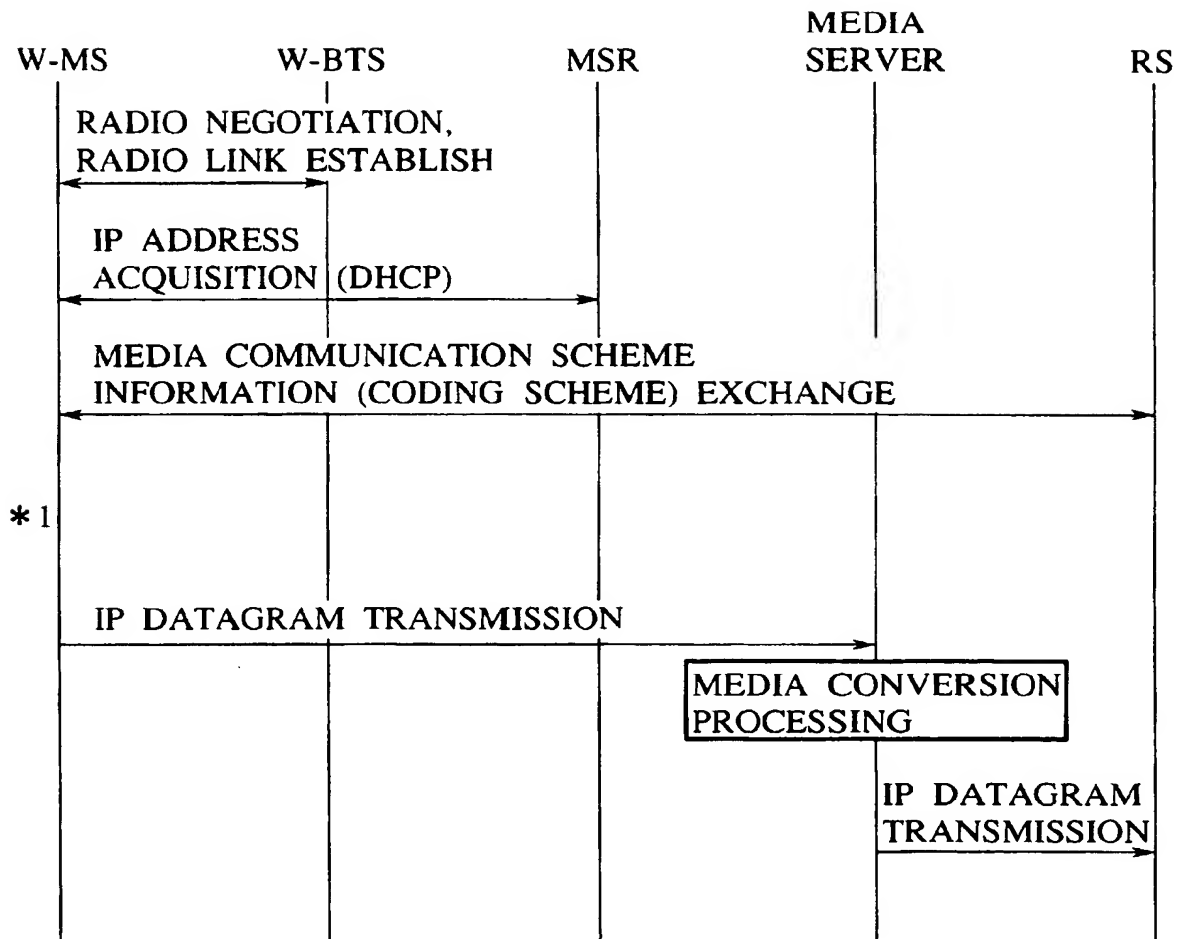 W-MS W-BTS MSR MEDIA SERVER RS
RADIO NEGOTIATION,
RADIO LINK ESTABLISH
IP ADDRESS
ACQUISITION (DHCP)
MEDIA COMMUNICATION SCHEME
INFORMATION (CODING SCHEME) EXCHANGE
*1
IP DATAGRAM TRANSMISSION
MEDIA CONVERSION
PROCESSING
IP DATAGRAM
TRANSMISSION